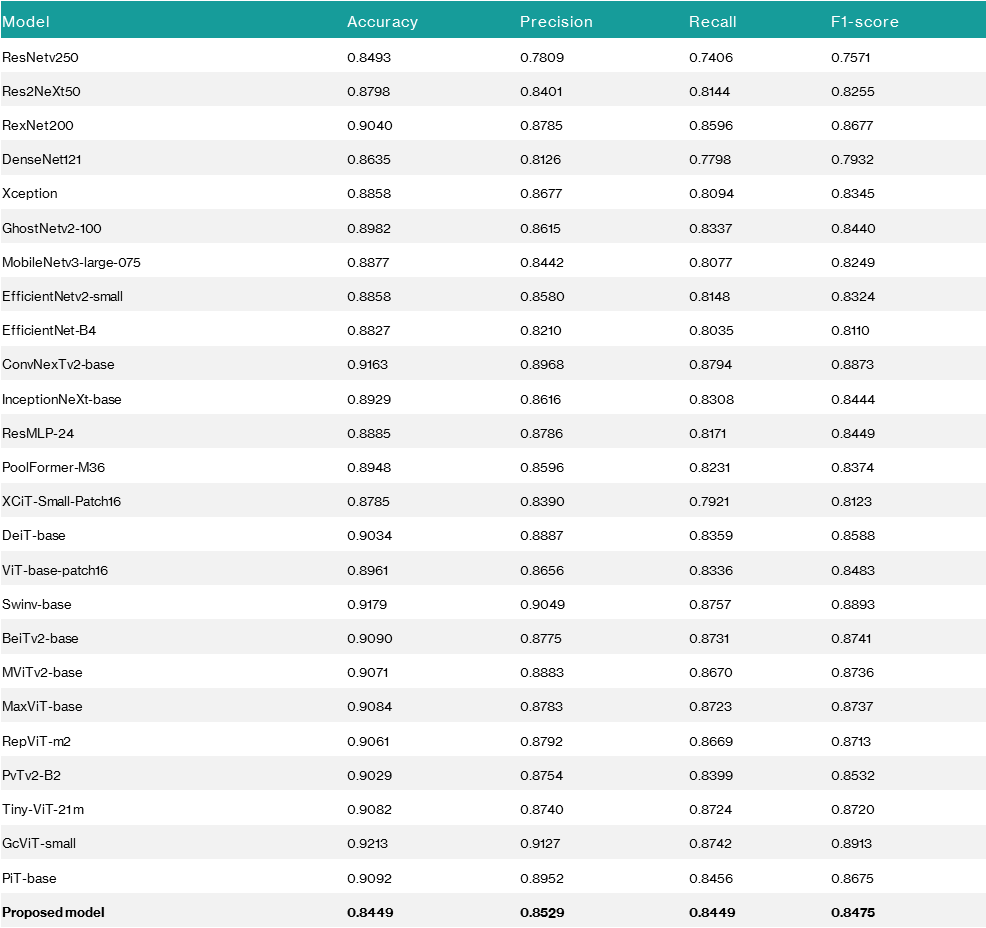 Model Accuracy Precision Recall F1-score
ResNetv250 0.8493 0.7809 0.7406 0.7571
Res2NeXt50 0.8798 0.8401 0.8144 0.8255
RexNet200 0.9040 0.8785 0.8596 0.8677
DenseNet121 0.8635 0.8126 0.7798 0.7932
Xception 0.8858 0.8677 0.8094 0.8345
GhostNetv2-100 0.8982 0.8615 0.8337 0.8440
MobileNetv3-large-075 0.8877 0.8442 0.8077 0.8249
EfficientNetv2-small 0.8858 0.8580 0.8148 0.8324
EfficientNet-B4 0.8827 0.8210 0.8035 0.8110
ConvNexTv2-base 0.9163 0.8968 0.8794 0.8873
InceptionNeXt-base 0.8929 0.8616 0.8308 0.8444
ResMLP-24 0.8885 0.8786 0.8171 0.8449
PoolFormer-M36 0.8948 0.8596 0.8231 0.8374
XCiT-Small-Patch16 0.8785 0.8390 0.7921 0.8123
DeiT-base 0.9034 0.8887 0.8359 0.8588
ViT-base-patch16 0.8961 0.8656 0.8336 0.8483
Swinv-base 0.9179 0.9049 0.8757 0.8893
BeiTv2-base 0.9090 0.8775 0.8731 0.8741
MViTv2-base 0.9071 0.8883 0.8670 0.8736
MaxViT-base 0.9084 0.8783 0.8723 0.8737
RepViT-m2 0.9061 0.8792 0.8669 0.8713
PvTv2-B2 0.9029 0.8754 0.8399 0.8532
Tiny-ViT-21m 0.9082 0.8740 0.8724 0.8720
GcViT-small 0.9213 0.9127 0.8742 0.8913
PiT-base 0.9092 0.8952 0.8456 0.8675
Proposed model 0.8449 0.8529 0.8449 0.8475